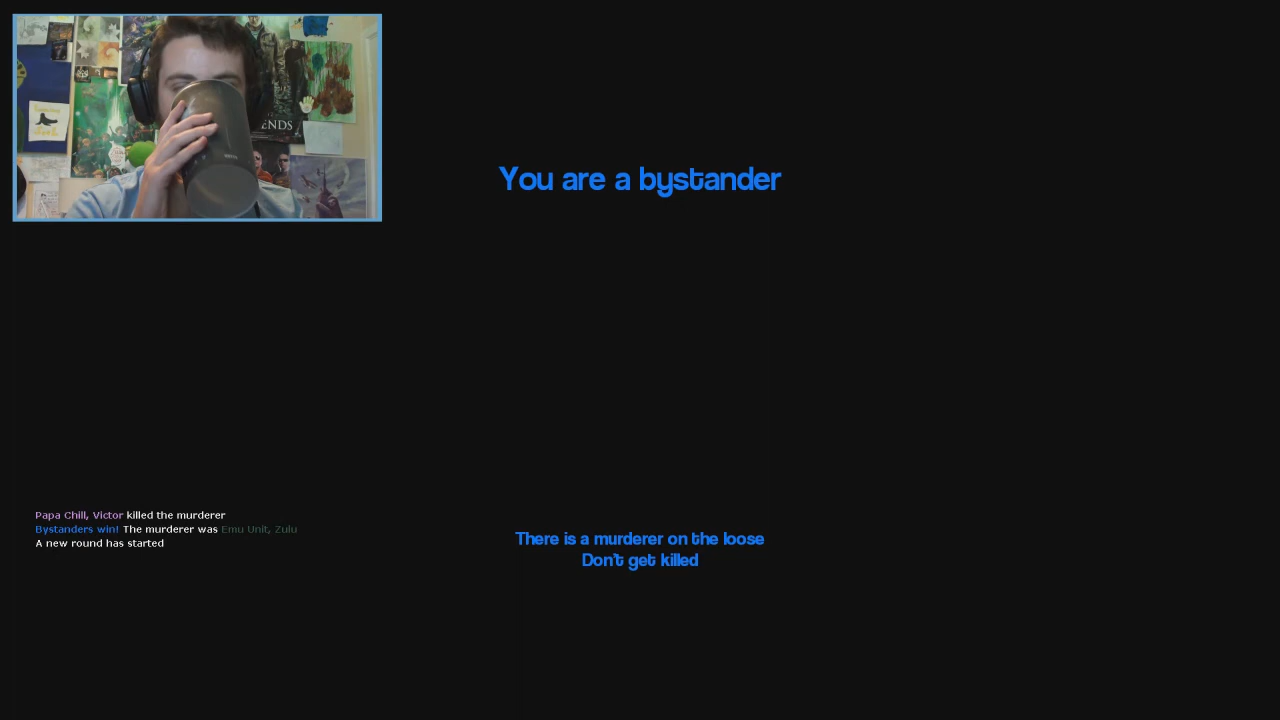 ENDS
You are a bystander
Papa Chill, Victor killed the murderer
Bystanders win! The murderer was Emu Unit, Zulu
A new round has started
There is a murderer on the loose
Don't get killed